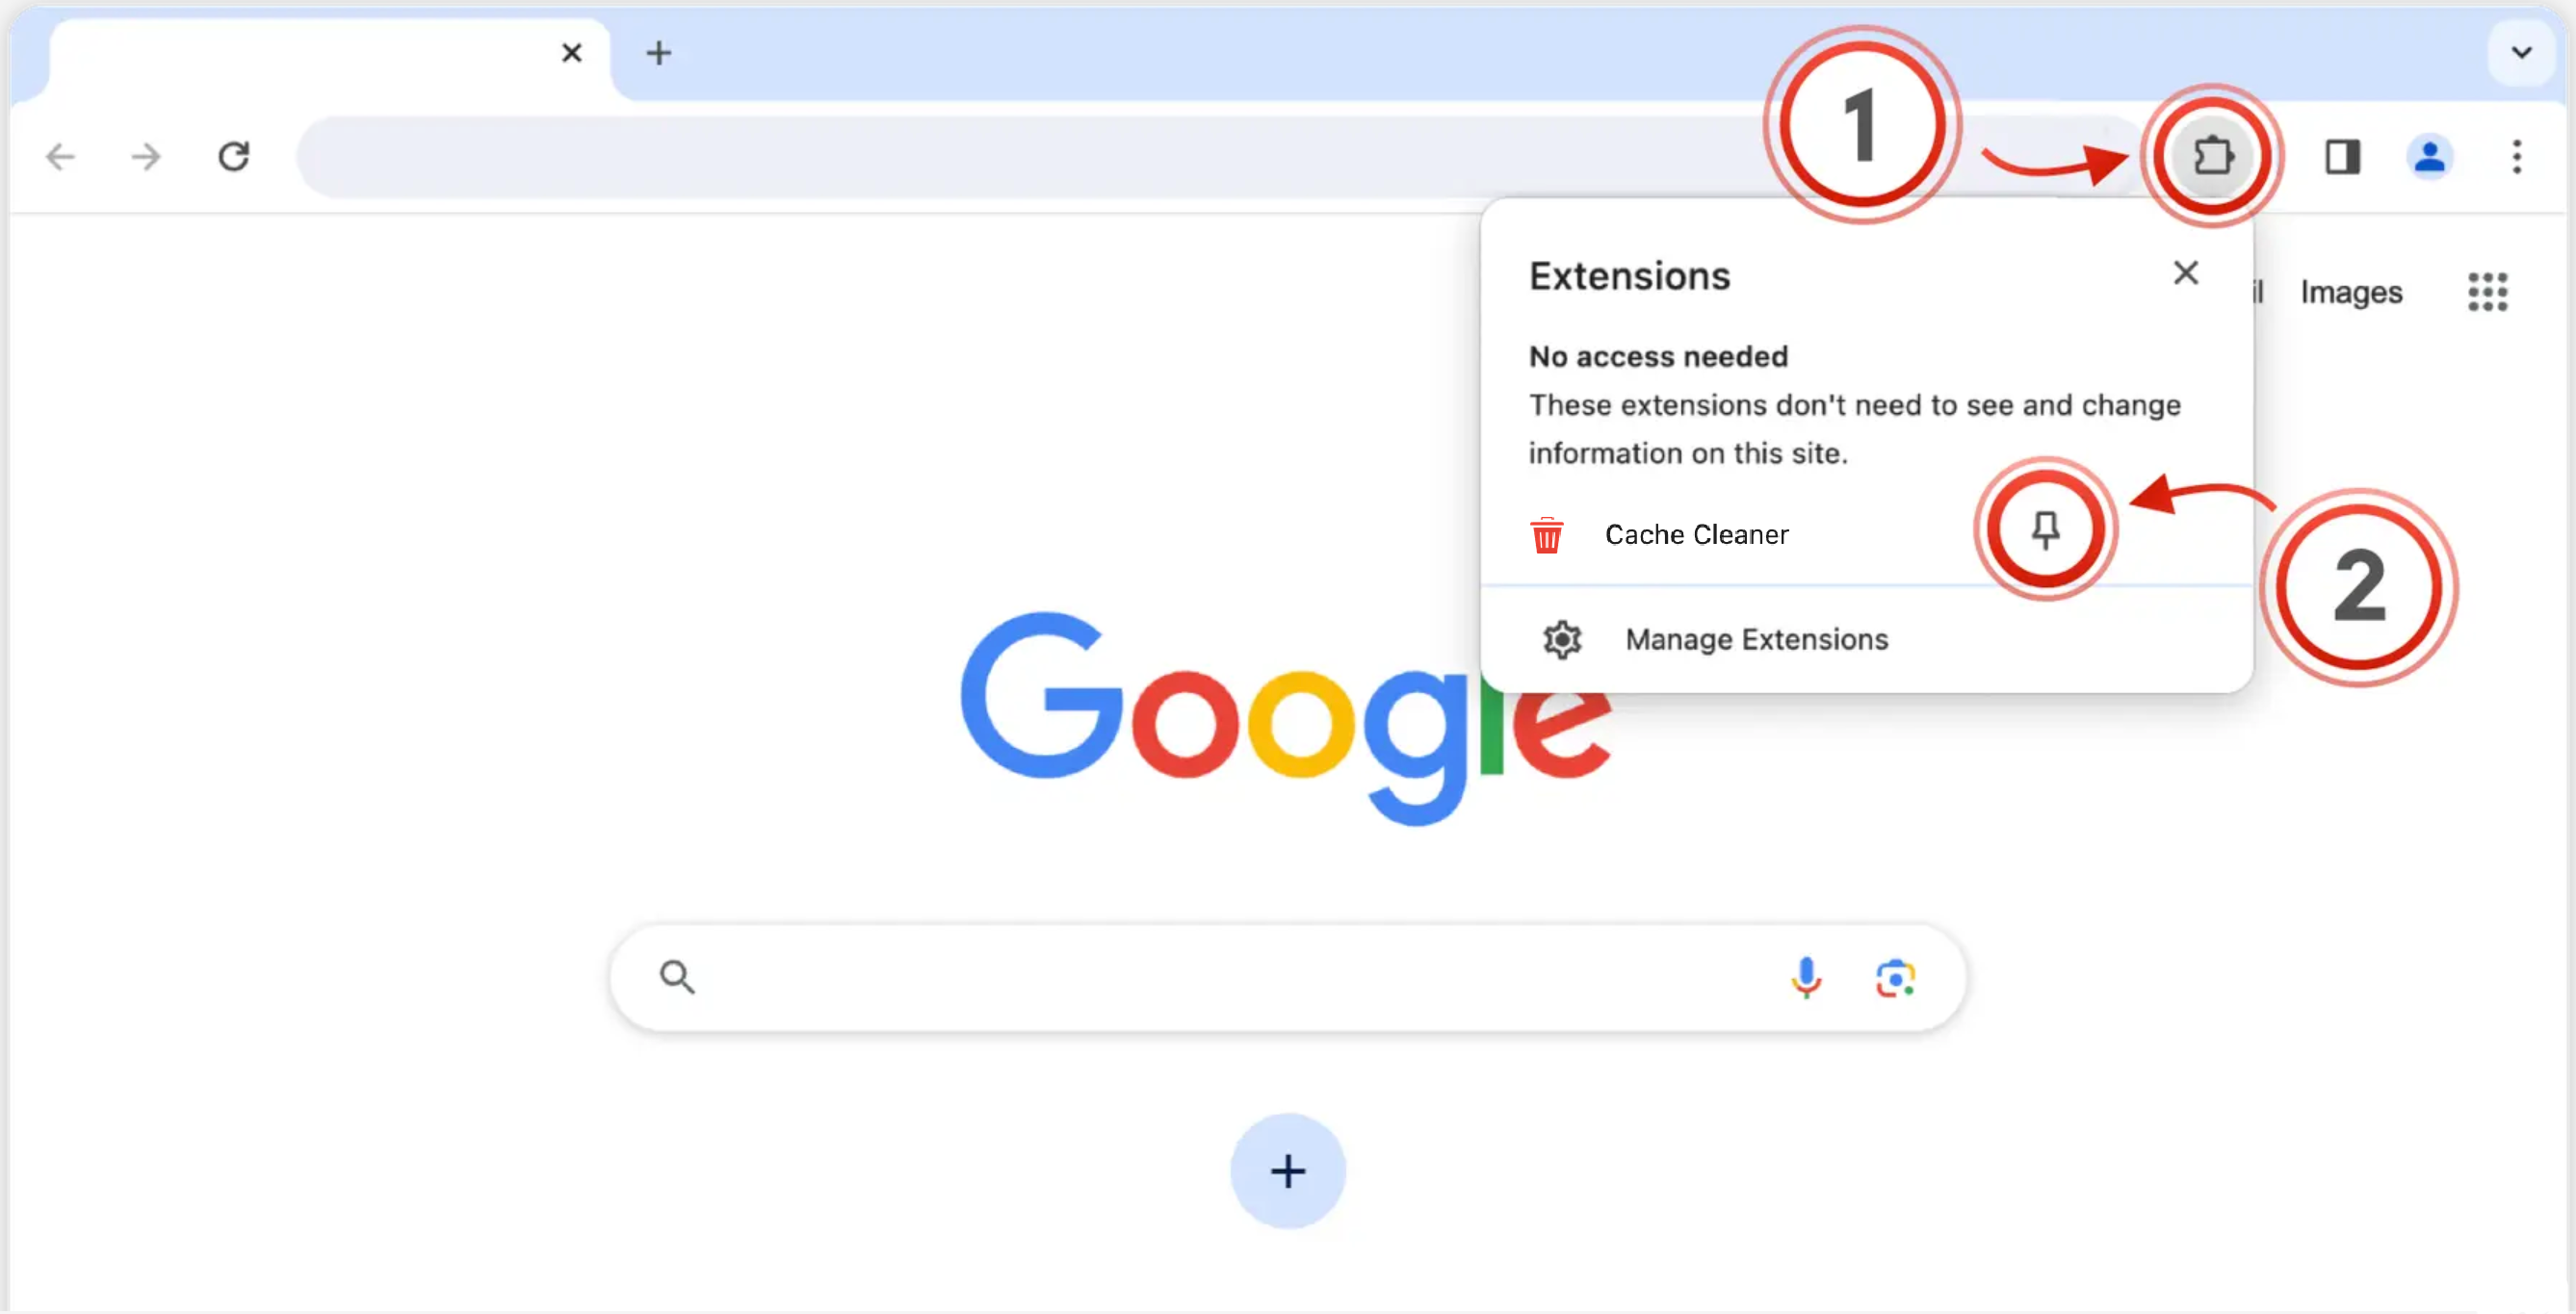 1
Extensions
Images
No access needed
These extensions don't need to see and change
information on this site.
Cache Cleaner
2
Manage Extensions
Google